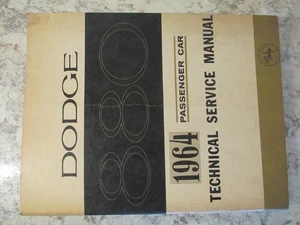 DODGE
880
1964
PASSENGER CAR
TECHNICAL SERVICE MANUAL